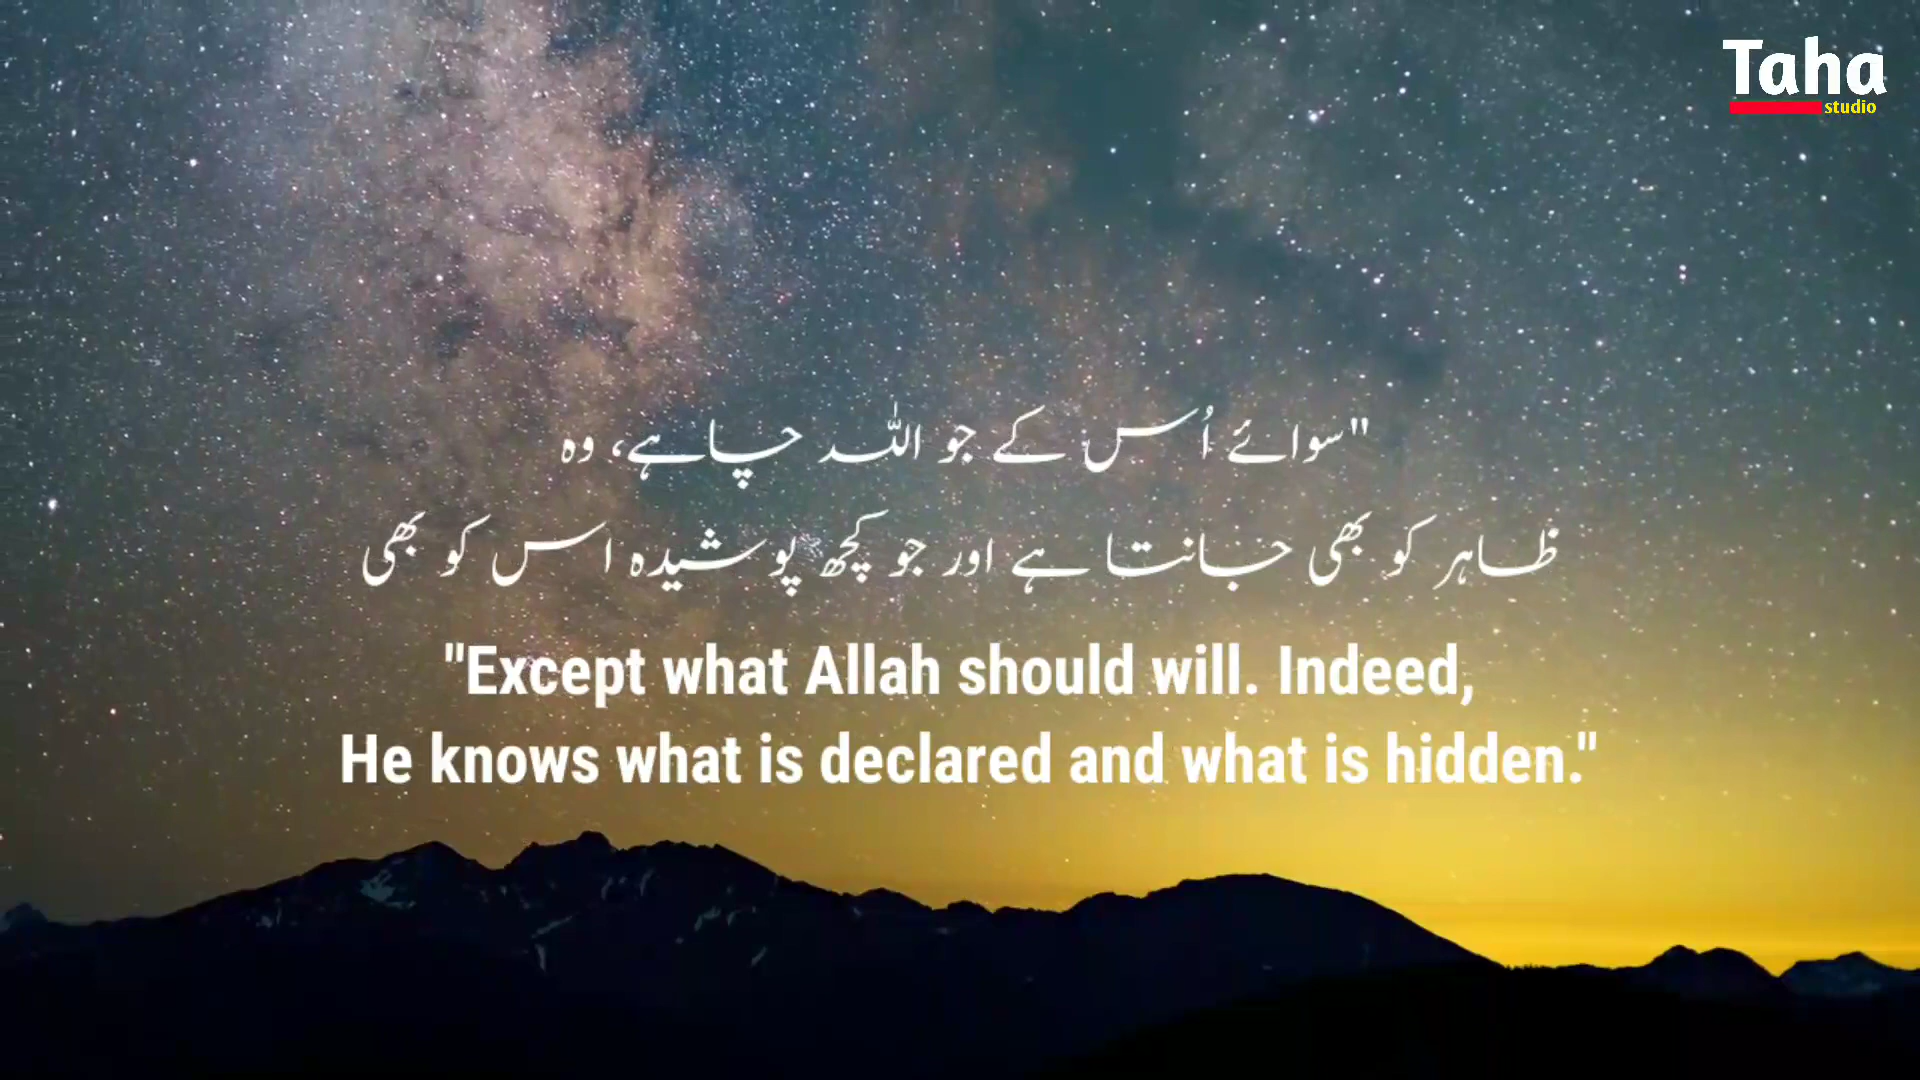 Taha
studio
"سوائے اُس کے جو اللہ چاہے، وہ
ظاہر کو بھی جانتا ہے اور جو کچھ پوشیدہ اس کو بھی
"Except what Allah should will. Indeed,
He knows what is declared and what is hidden."